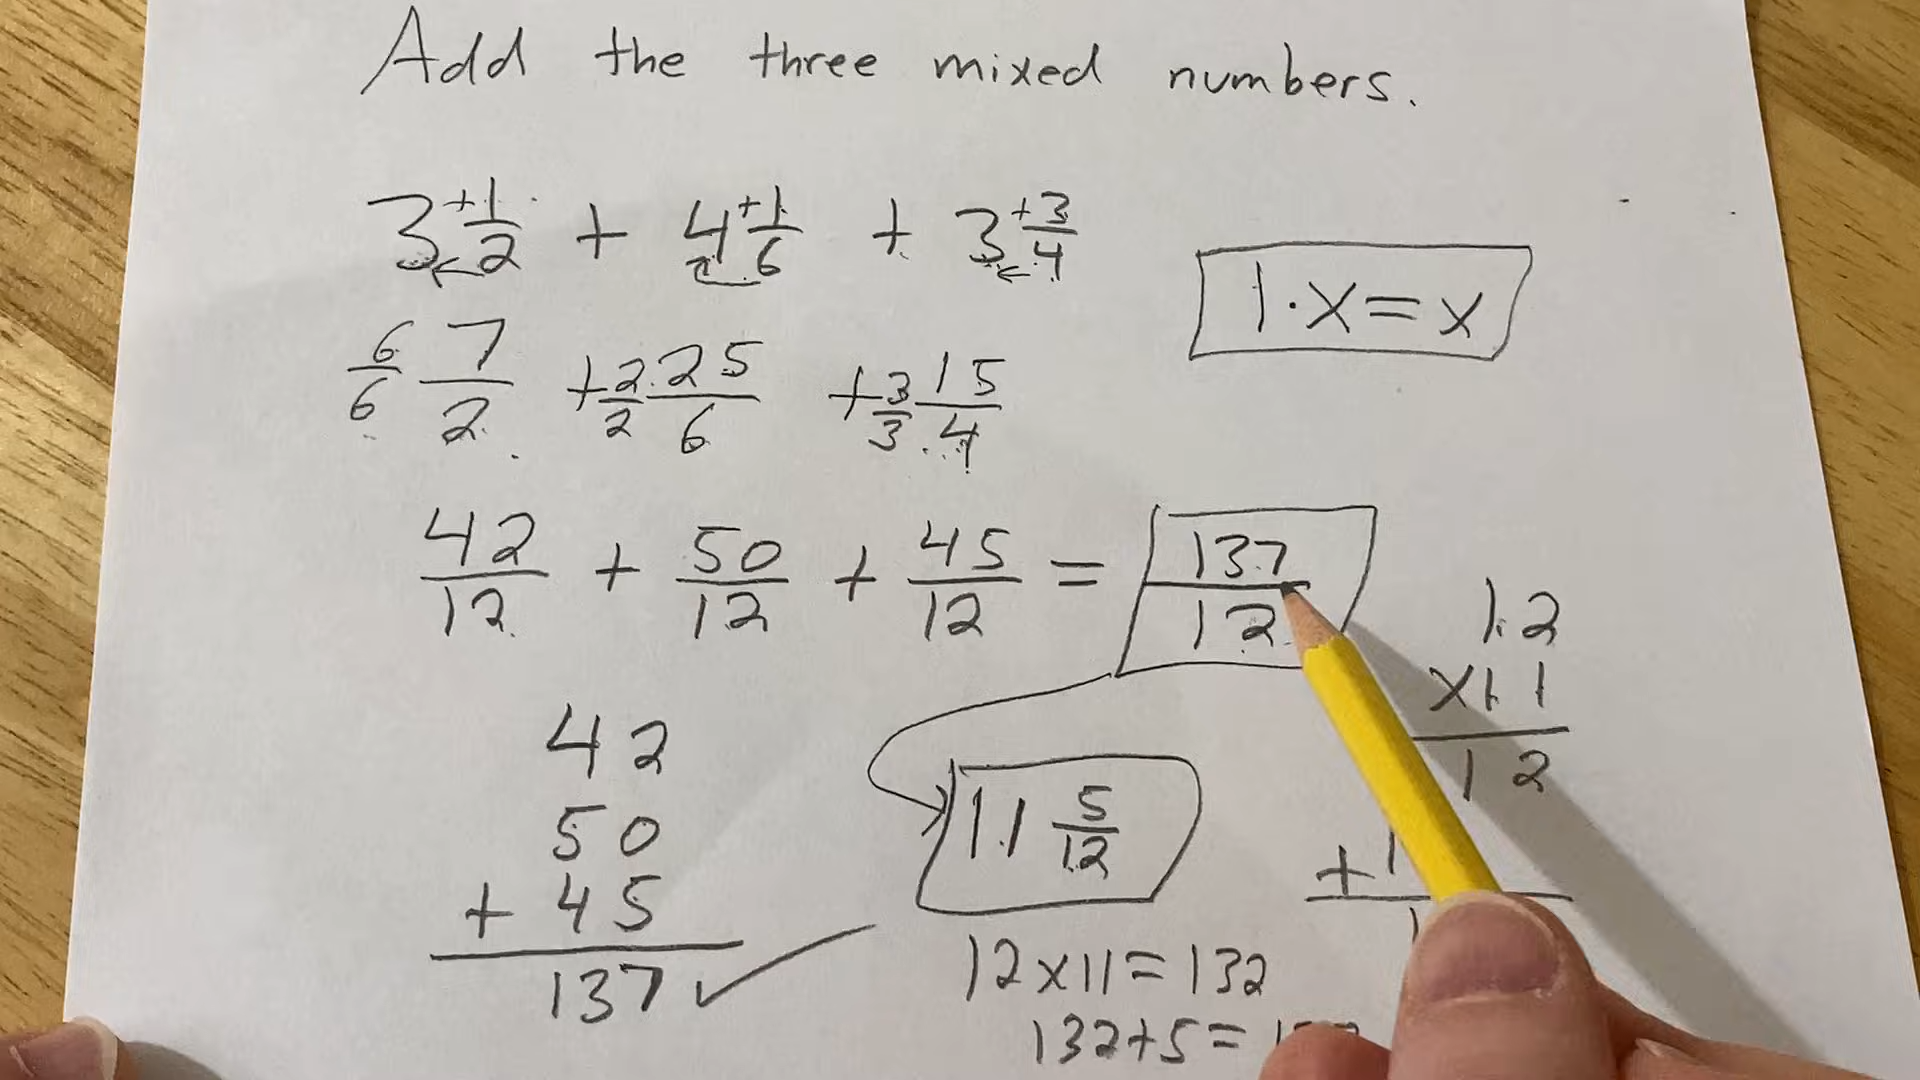 Add the three mixed numbers.
3 +1/2 + 4 +1/6 + 3 +3/4
1·x=x
6/6 7/2 + 2/2 · 25/6 + 3/3 · 15/4
42/12 + 50/12 + 45/12 = 137/12
12
x11
12
+1
1
42
50
+ 45
137 ✓
11 5/12
12x11=132
132+5=